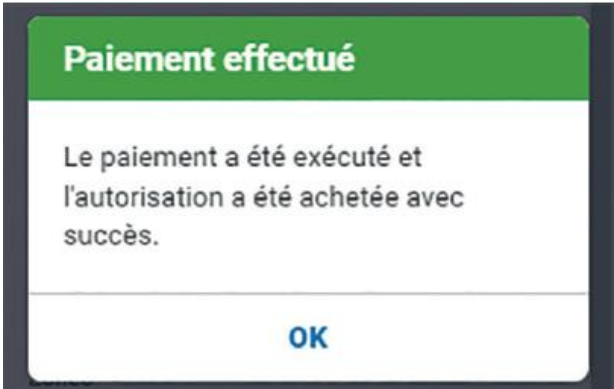 Paiement effectué
Le paiement a été exécuté et
l'autorisation a été achetée avec
succès.
OK